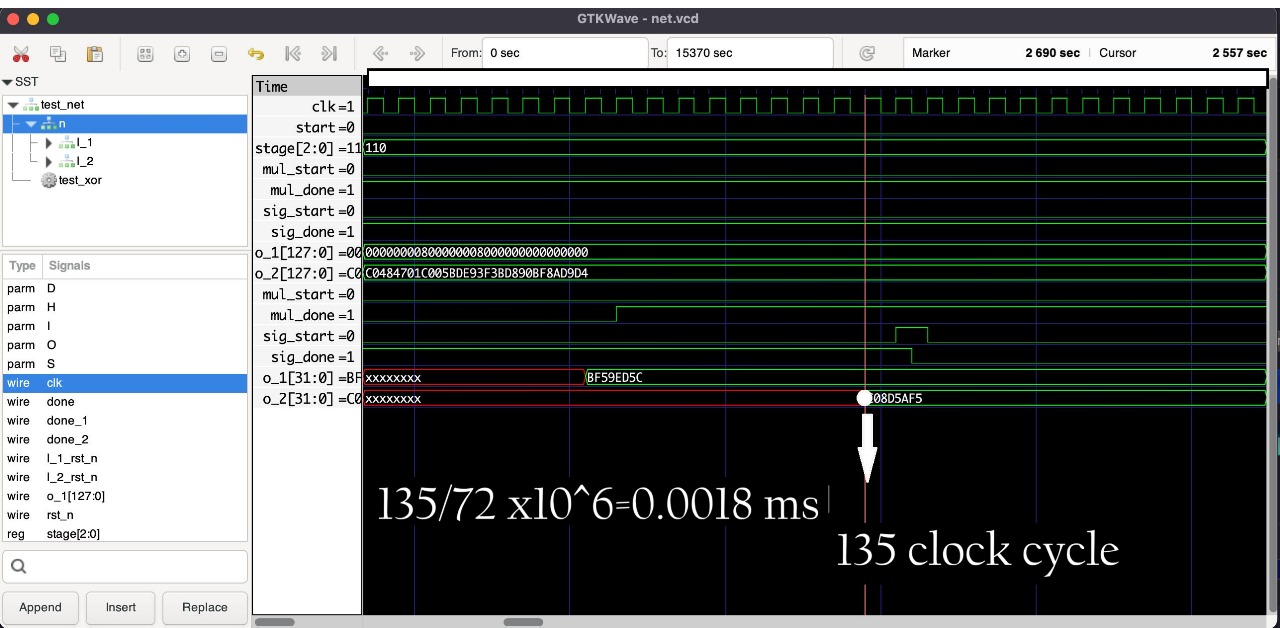 GTKWave - net.vcd
From: 0 sec To: 15370 sec Marker 2 690 sec | Cursor 2 557 sec
SST
test_net
n
l_1
l_2
test_xor
Type Signals
parm D
parm H
parm I
parm O
parm S
wire clk
wire done
wire done_1
wire done_2
wire l_1_rst_n
wire l_2_rst_n
wire o_1[127:0]
wire rst_n
reg stage[2:0]
Append Insert Replace
Time
clk =1
start =0
stage[2:0] =11 110
mul_start =0
mul_done =1
sig_start =0
sig_done =1
o_1[127:0] =00 00000000800000008000000000000000
o_2[127:0] =C0 C0484701C005BDE93F3BD890BF8AD9D4
mul_start =0
mul_done =1
sig_start =0
sig_done =1
o_1[31:0] =BF xxxxxxxx BF59ED5C
o_2[31:0] =C0 xxxxxxxx 08D5AF5
135/72 x10^6=0.0018 ms
135 clock cycle